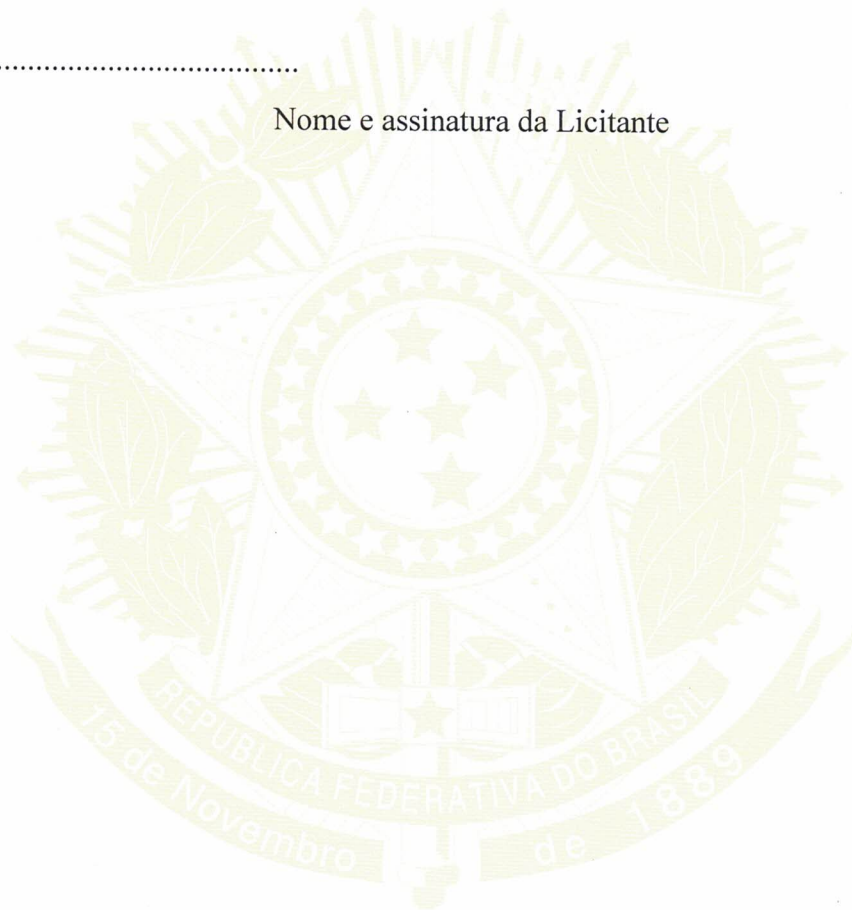 ......................................
Nome e assinatura da Licitante
REPUBLICA FEDERATIVA DO BRASIL
15 de Novembro de 1889